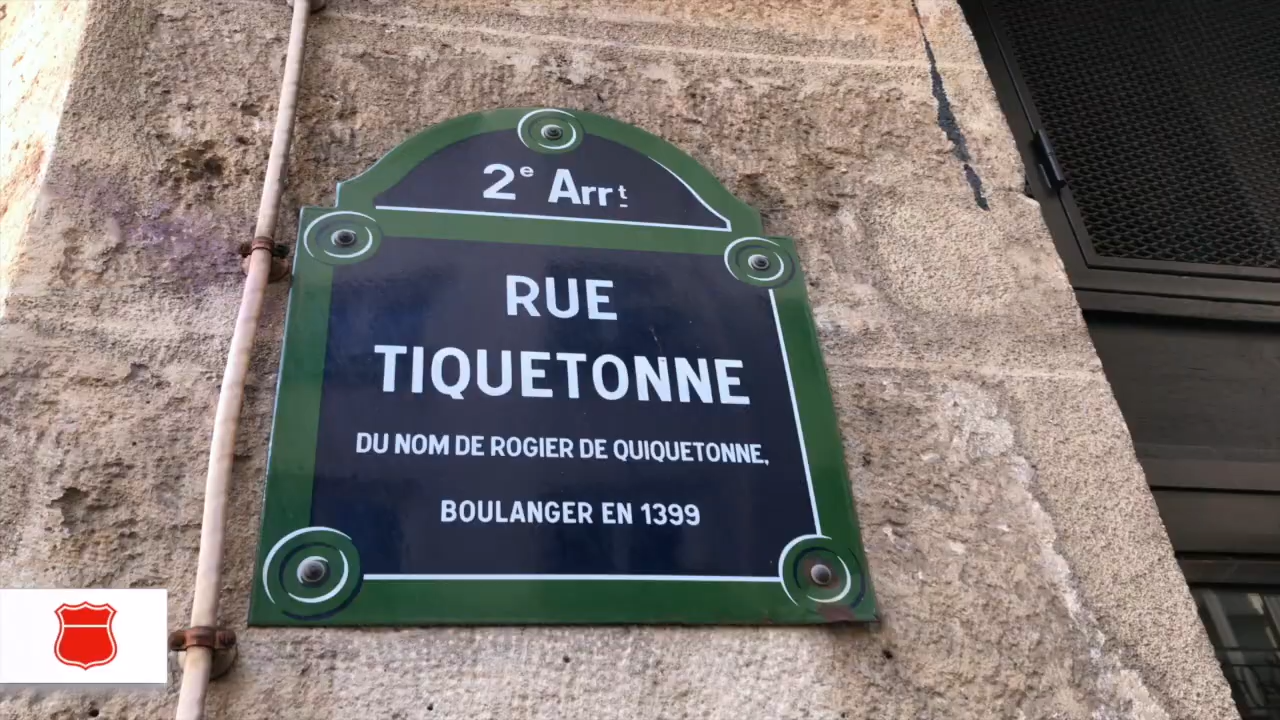 2e Arrt
RUE
TIQUETONNE
DU NOM DE ROGIER DE QUIQUETONNE,
BOULANGER EN 1399